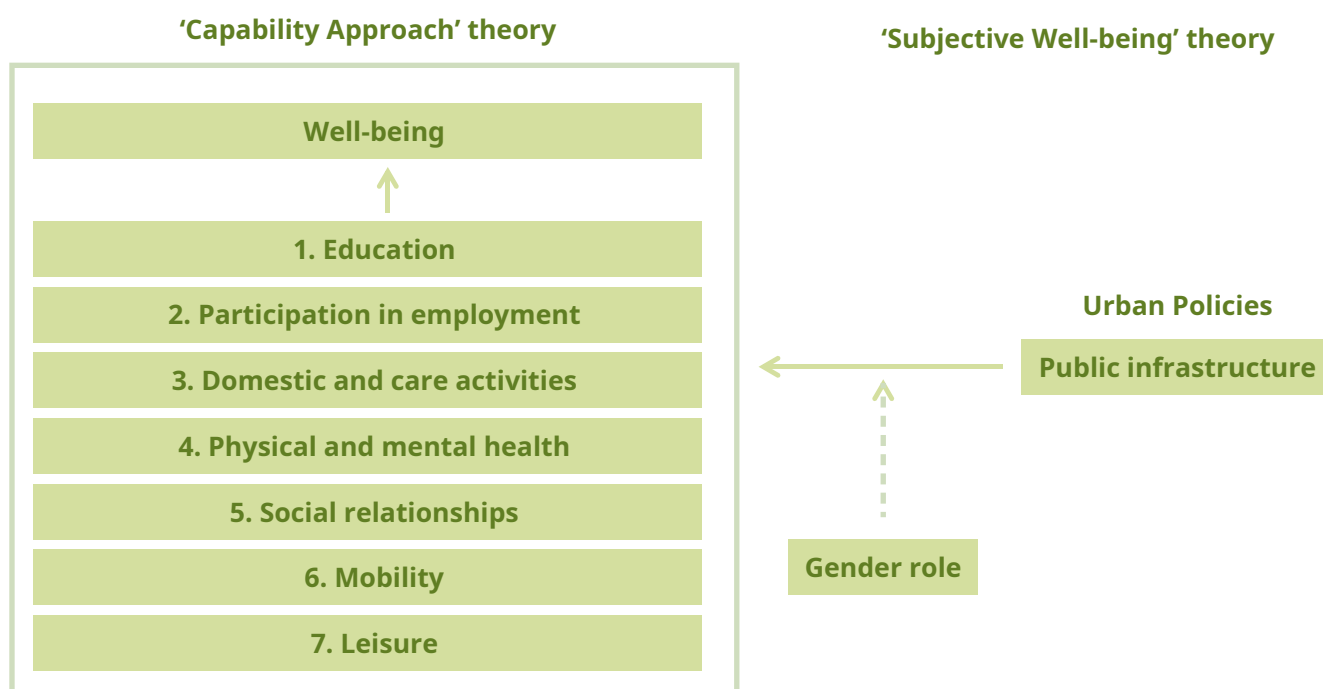 ‘Capability Approach’ theory
‘Subjective Well-being’ theory
Well-being
1. Education
2. Participation in employment
3. Domestic and care activities
4. Physical and mental health
5. Social relationships
6. Mobility
7. Leisure
Urban Policies
Public infrastructure
Gender role